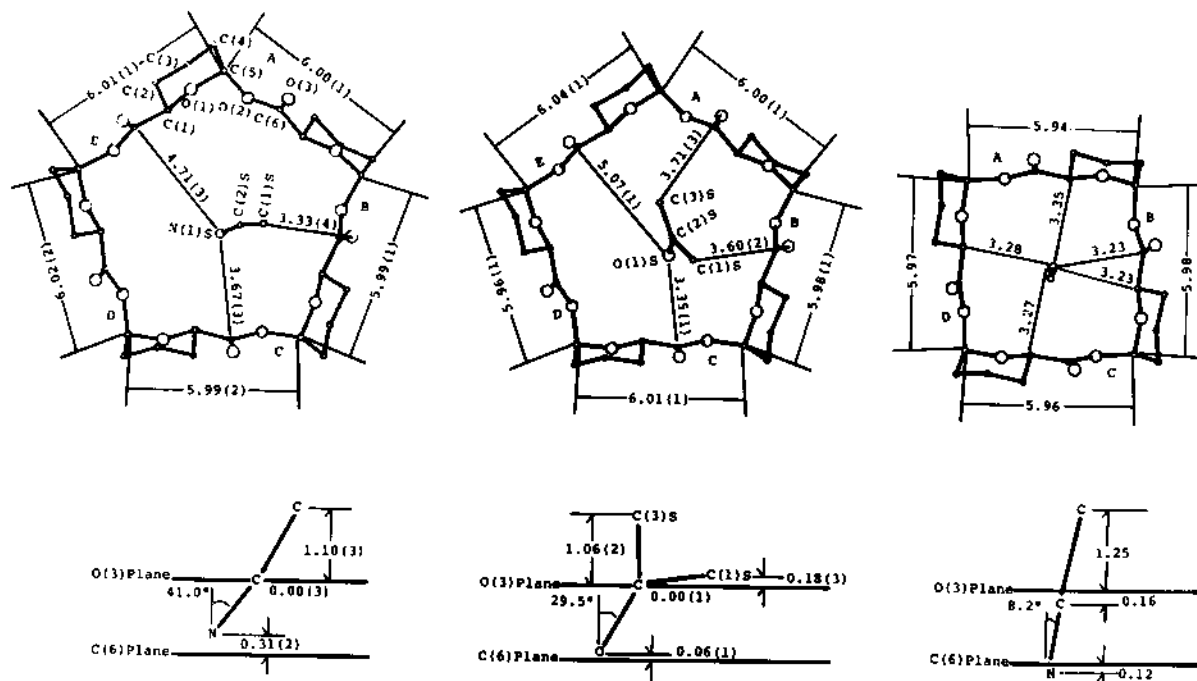 C(4)
A
C(3)
6.01(1)
6.00(1)
C(5)
O(3)
C(2)
O(1)
O(2)
C(6)
C(1)
E
4.71(3)
C(2)S
C(1)S
N(1)S
3.33(4)
B
3.67(3)
6.02(2)
5.99(1)
D
C
5.99(2)
6.04(1)
6.00(1)
A
E
5.07(1)
3.71(3)
C(3)S
C(2)S
B
3.60(2)
O(1)S
C(1)S
5.96(1)
3.35(1)
5.98(1)
D
C
6.01(1)
5.94
A
3.35
B
3.28
3.23
3.23
5.97
5.98
D
3.27
C
5.96
C
1.10(3)
O(3)Plane
C
0.00(3)
41.0°
N
0.31(2)
C(6)Plane
C(3)S
1.06(2)
C(1)S
0.18(3)
O(3)Plane
C
0.00(1)
29.5°
O
0.06(1)
C(6)Plane
C
1.25
O(3)Plane
8.2°
C
0.16
C(6)Plane
N
0.12